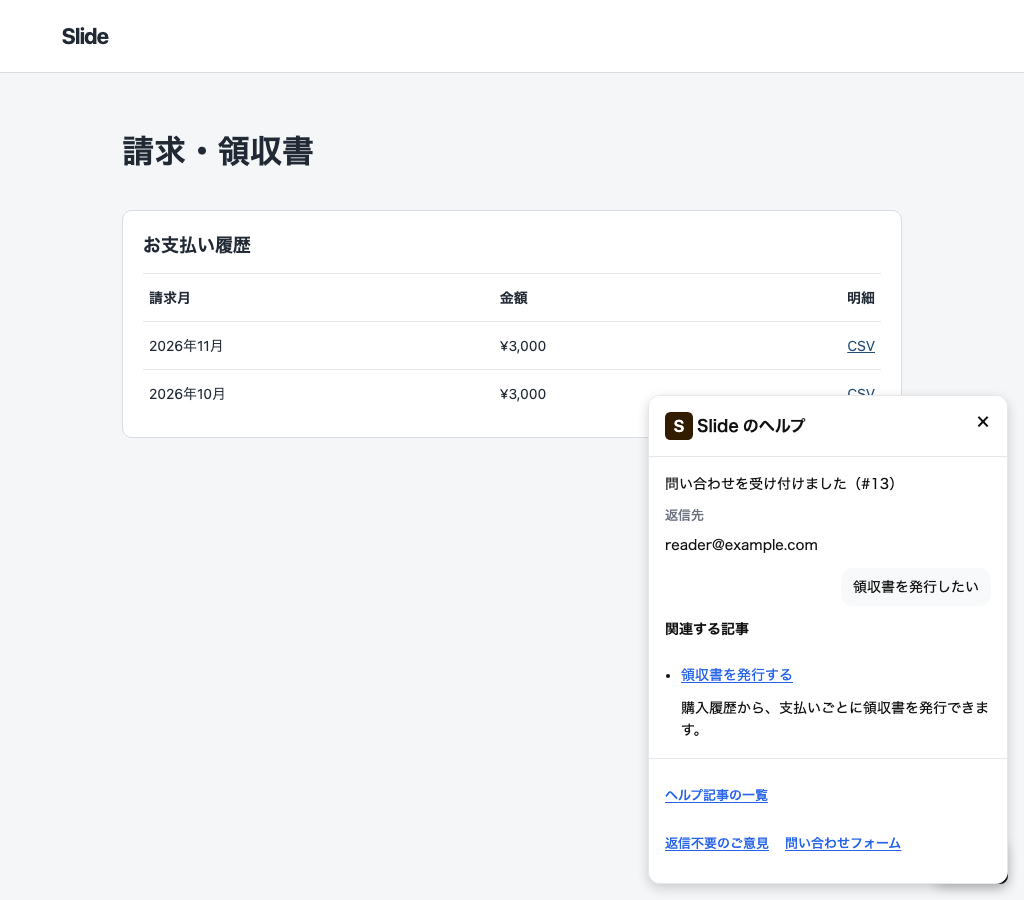 Slide
請求・領収書
お支払い履歴
請求月 金額 明細
2026年11月 ¥3,000 CSV
2026年10月 ¥3,000 CSV
S Slide のヘルプ ×
問い合わせを受け付けました（#13）
返信先
reader@example.com
領収書を発行したい
関連する記事
• 領収書を発行する
購入履歴から、支払いごとに領収書を発行できま
す。
ヘルプ記事の一覧
返信不要のご意見 問い合わせフォーム